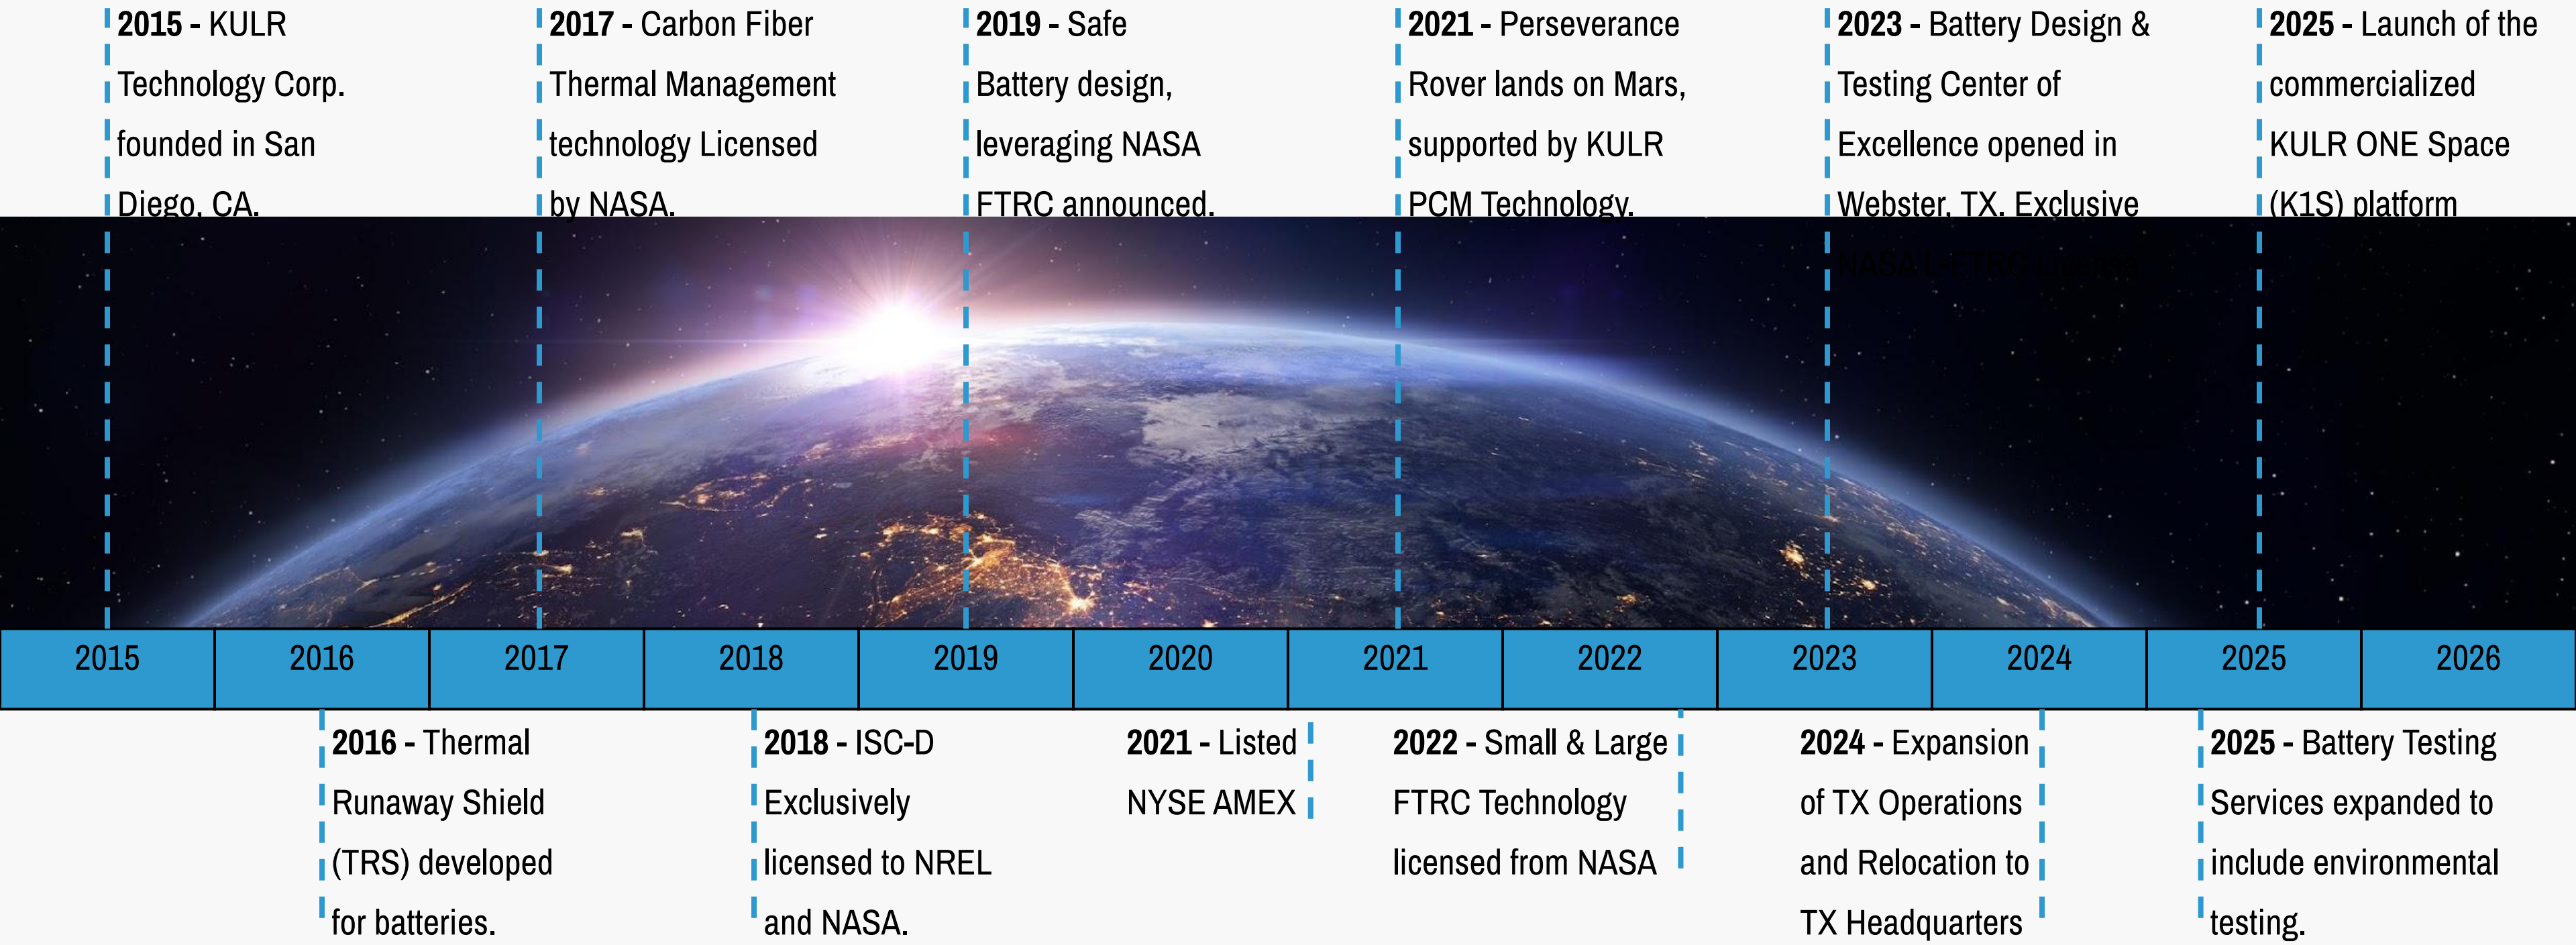 2015 - KULR
Technology Corp.
founded in San
Diego, CA.
2017 - Carbon Fiber
Thermal Management
technology Licensed
by NASA.
2019 - Safe
Battery design,
leveraging NASA
FTRC announced.
2021 - Perseverance
Rover lands on Mars,
supported by KULR
PCM Technology.
2023 - Battery Design &
Testing Center of
Excellence opened in
Webster, TX. Exclusive
NASA L-FTRC License.
2025 - Launch of the
commercialized
KULR ONE Space
(K1S) platform
2015
2016
2017
2018
2019
2020
2021
2022
2023
2024
2025
2026
2016 - Thermal
Runaway Shield
(TRS) developed
for batteries.
2018 - ISC-D
Exclusively
licensed to NREL
and NASA.
2021 - Listed
NYSE AMEX
2022 - Small & Large
FTRC Technology
licensed from NASA
2024 - Expansion
of TX Operations
and Relocation to
TX Headquarters
2025 - Battery Testing
Services expanded to
include environmental
testing.